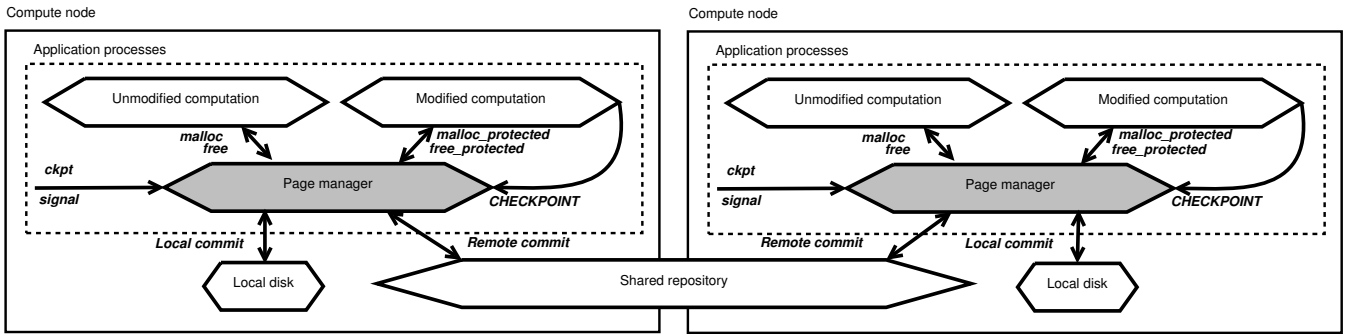 Compute node
Application processes
Unmodified computation
Modified computation
malloc
free
malloc_protected
free_protected
ckpt
signal
Page manager
CHECKPOINT
Local commit
Remote commit
Local disk
Shared repository
Compute node
Application processes
Unmodified computation
Modified computation
malloc
free
malloc_protected
free_protected
ckpt
signal
Page manager
CHECKPOINT
Remote commit
Local commit
Local disk